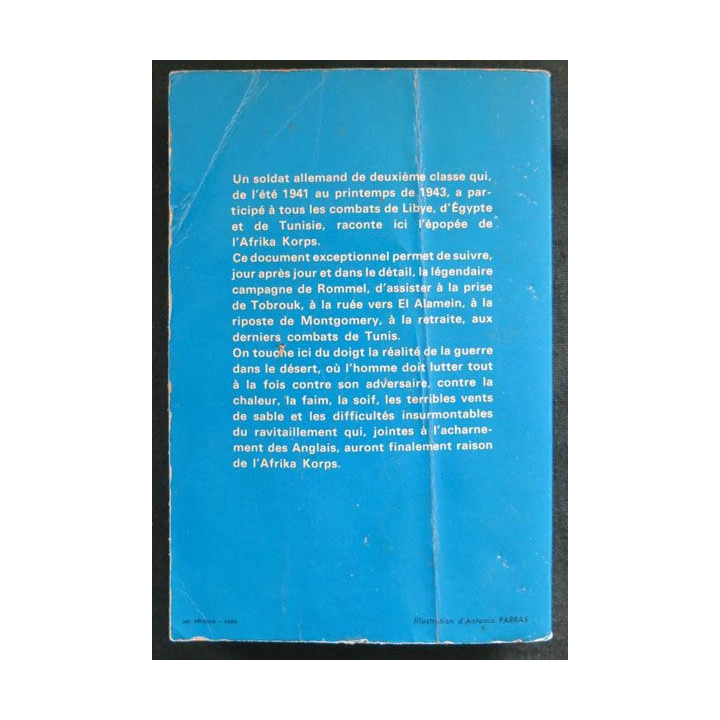 Un soldat allemand de deuxième classe qui,
de l'été 1941 au printemps de 1943, a par-
ticipé à tous les combats de Libye, d'Égypte
et de Tunisie, raconte ici l'épopée de
l'Afrika Korps.
Ce document exceptionnel permet de suivre,
jour après jour et dans le détail, la légendaire
campagne de Rommel, d'assister à la prise
de Tobrouk, à la ruée vers El Alamein, à la
riposte de Montgomery, à la retraite, aux
derniers combats de Tunis.
On touche ici du doigt la réalité de la guerre
dans le désert, où l'homme doit lutter tout
à la fois contre son adversaire, contre la
chaleur, la faim, la soif, les terribles vents
de sable et les difficultés insurmontables
du ravitaillement qui, jointes à l'acharne-
ment des Anglais, auront finalement raison
de l'Afrika Korps.
IMP. - PARIS
Illustration d'Antonio PARRAS